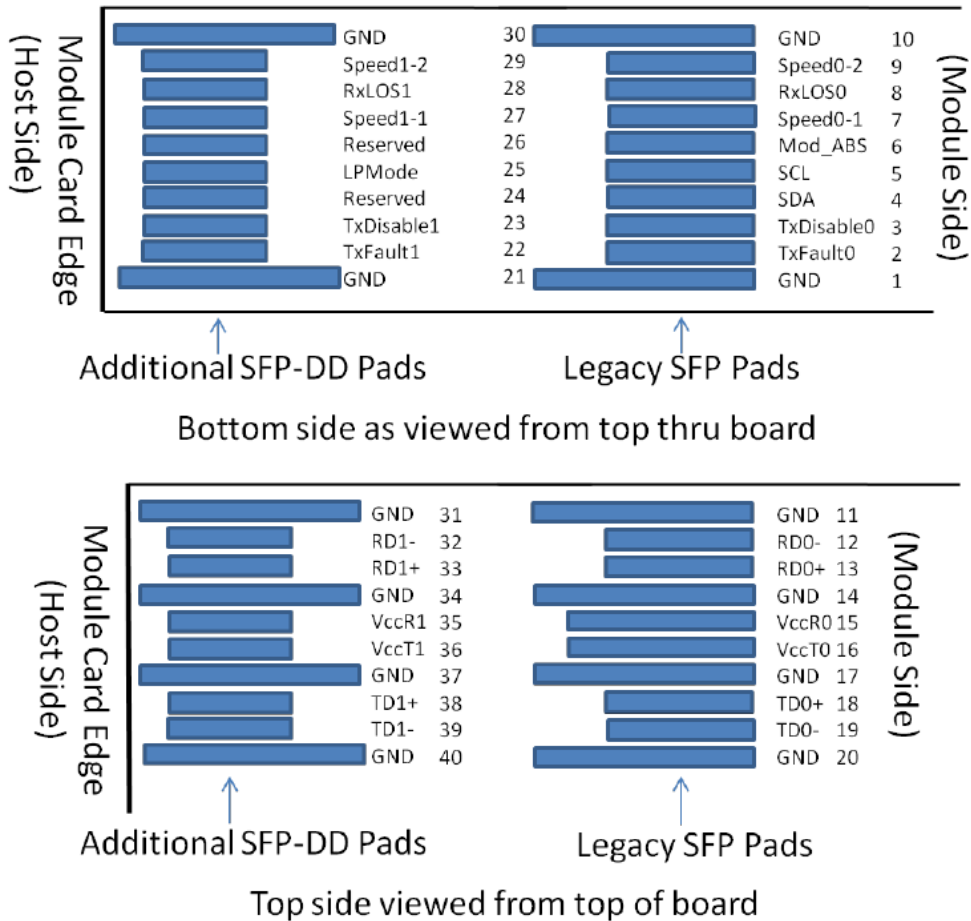 Module Card Edge
(Host Side)
GND 30 GND 10
Speed1-2 29 Speed0-2 9
RxLOS1 28 RxLOS0 8
Speed1-1 27 Speed0-1 7
Reserved 26 Mod_ABS 6
LPMode 25 SCL 5
Reserved 24 SDA 4
TxDisable1 23 TxDisable0 3
TxFault1 22 TxFault0 2
GND 21 GND 1
(Module Side)
Additional SFP-DD Pads Legacy SFP Pads
Bottom side as viewed from top thru board
Module Card Edge
(Host Side)
GND 31 GND 11
RD1- 32 RD0- 12
RD1+ 33 RD0+ 13
GND 34 GND 14
VccR1 35 VccR0 15
VccT1 36 VccT0 16
GND 37 GND 17
TD1+ 38 TD0+ 18
TD1- 39 TD0- 19
GND 40 GND 20
(Module Side)
Additional SFP-DD Pads Legacy SFP Pads
Top side viewed from top of board